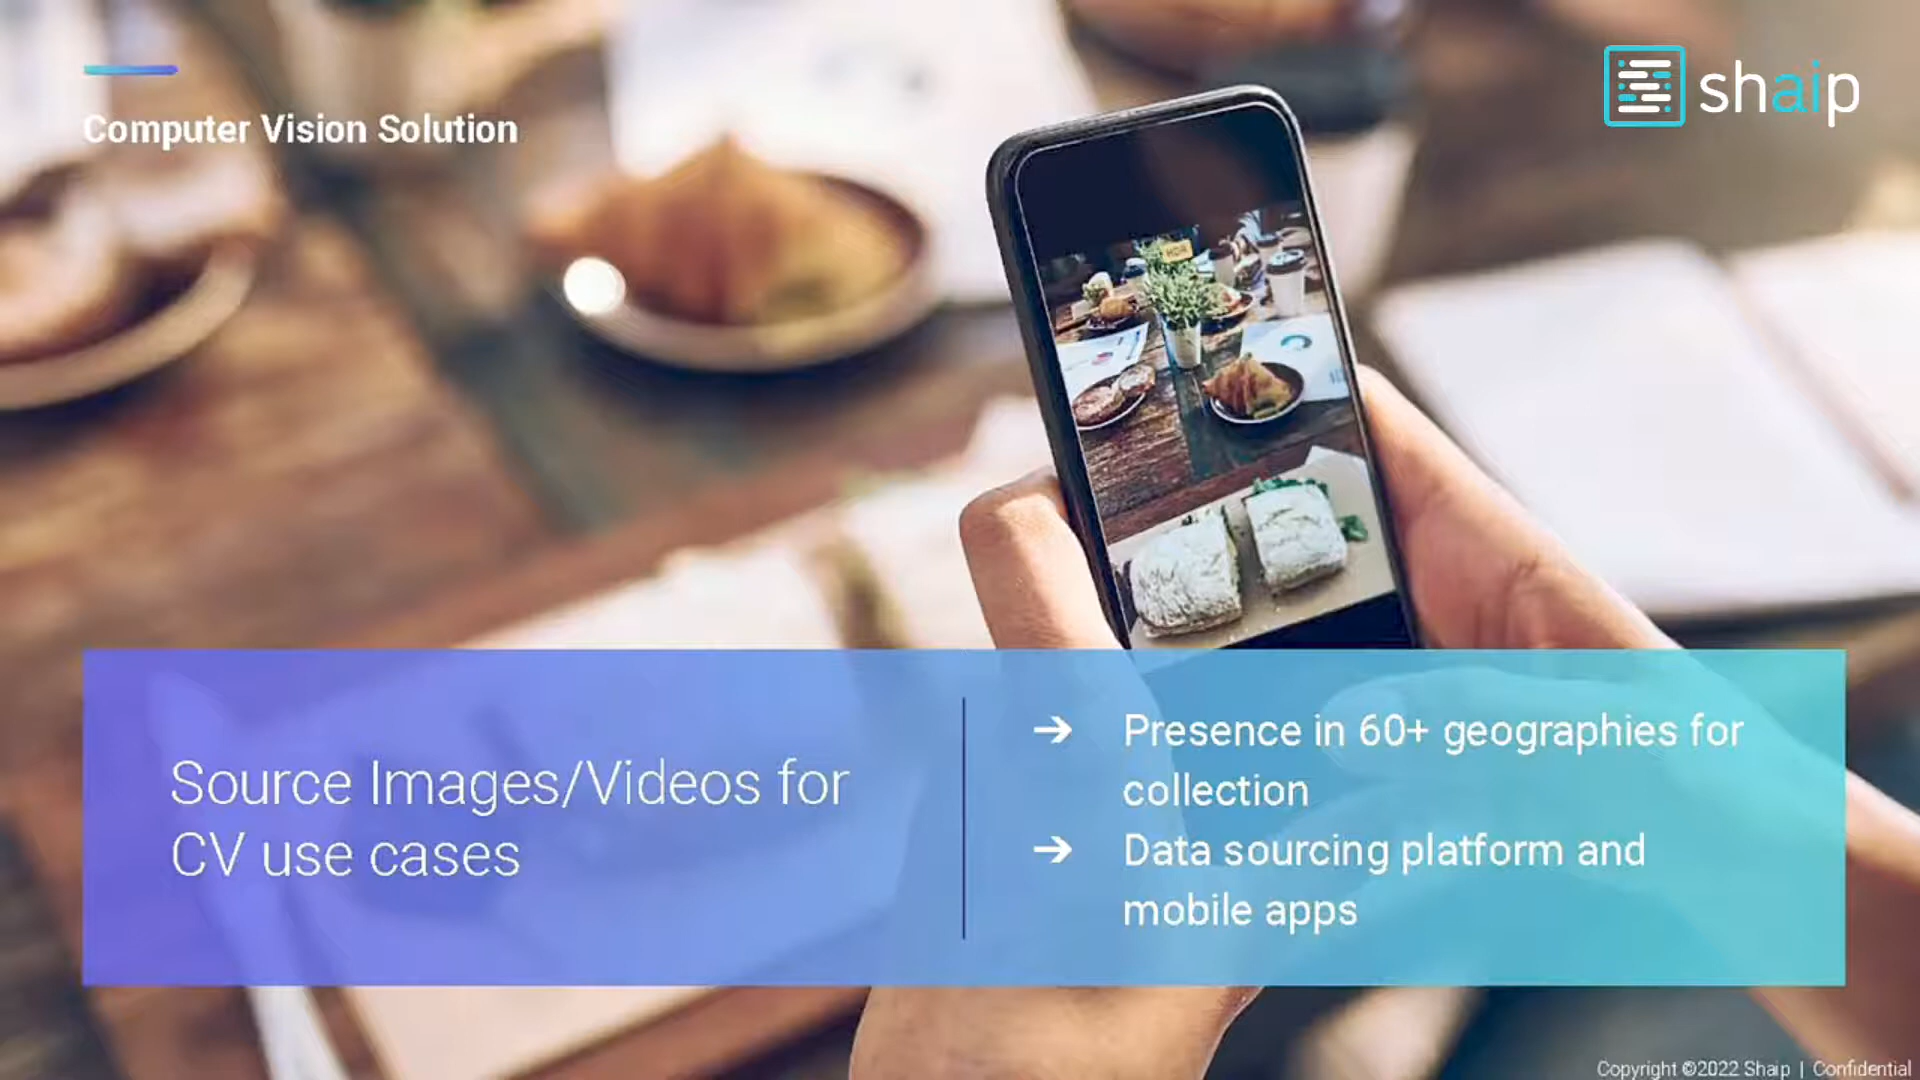 shaip
Computer Vision Solution
HDR
Source Images/Videos for
CV use cases
➔ Presence in 60+ geographies for
collection
➔ Data sourcing platform and
mobile apps
Copyright ©2022 Shaip | Confidential